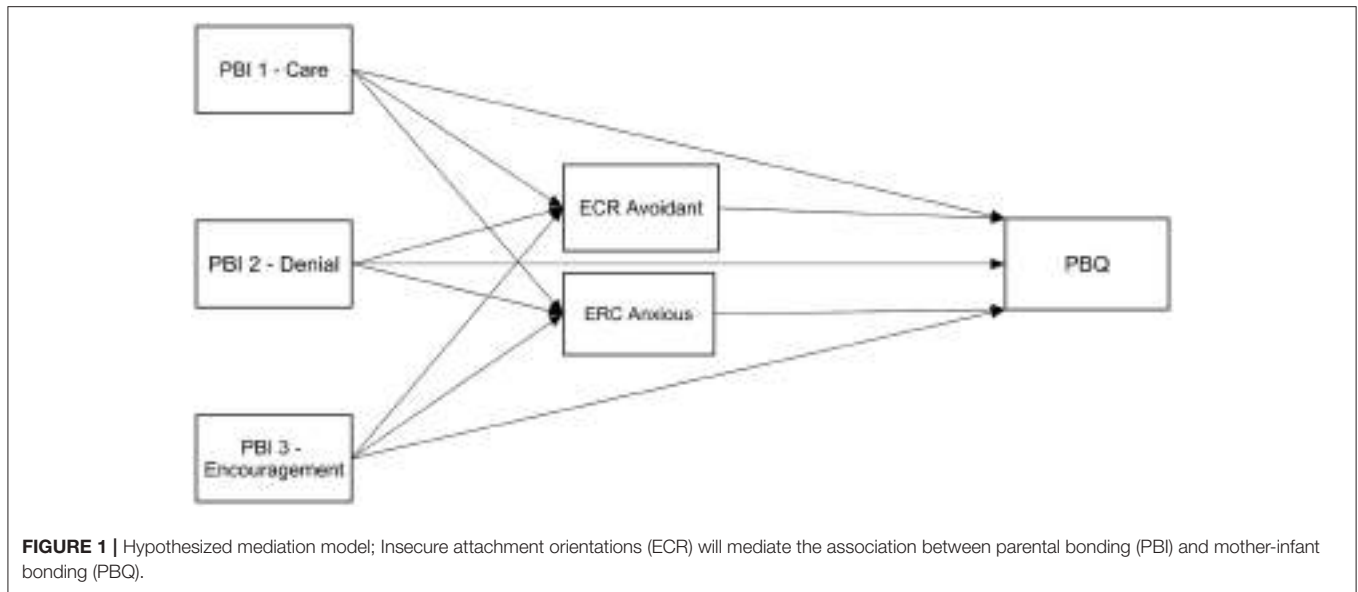 PBI 1 - Care
ECR Avoidant
PBI 2 - Denial
PBQ
ERC Anxious
PBI 3 -
Encouragement
FIGURE 1 | Hypothesized mediation model; Insecure attachment orientations (ECR) will mediate the association between parental bonding (PBI) and mother-infant
bonding (PBQ).